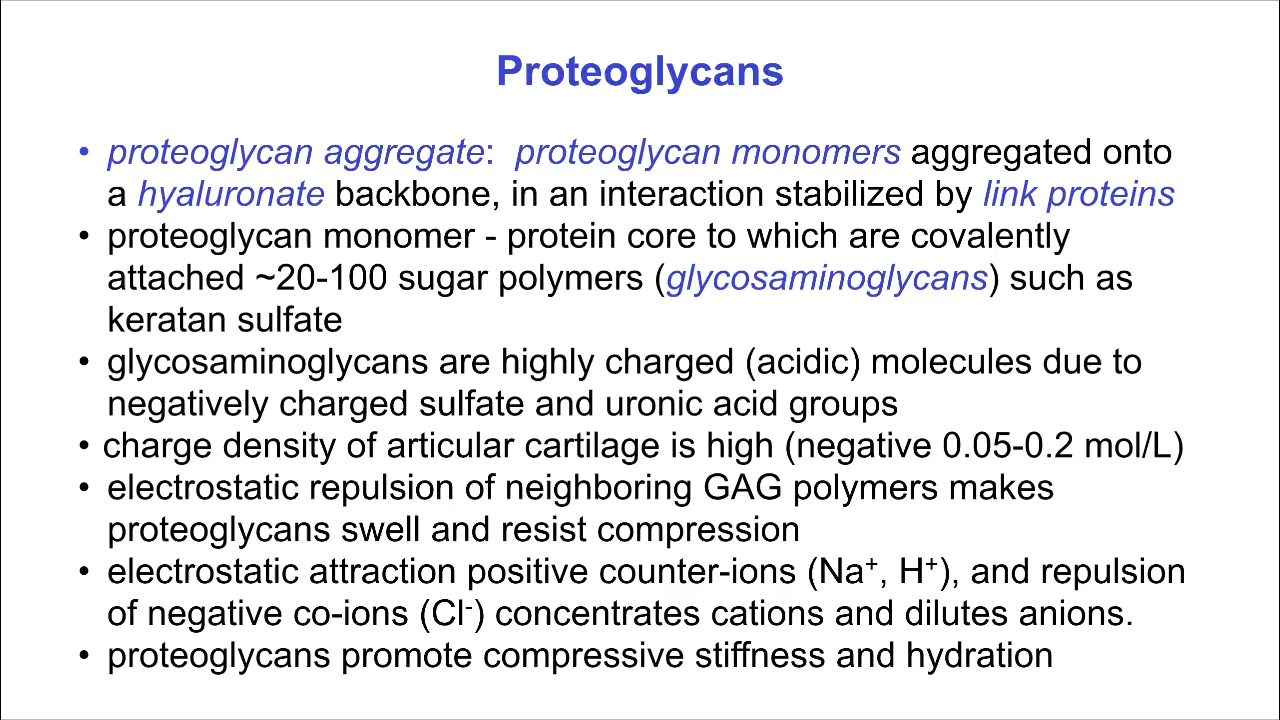 Proteoglycans
• proteoglycan aggregate:  proteoglycan monomers aggregated onto
a hyaluronate backbone, in an interaction stabilized by link proteins
• proteoglycan monomer - protein core to which are covalently
attached ~20-100 sugar polymers (glycosaminoglycans) such as
keratan sulfate
• glycosaminoglycans are highly charged (acidic) molecules due to
negatively charged sulfate and uronic acid groups
• charge density of articular cartilage is high (negative 0.05-0.2 mol/L)
• electrostatic repulsion of neighboring GAG polymers makes
proteoglycans swell and resist compression
• electrostatic attraction positive counter-ions (Na⁺, H⁺), and repulsion
of negative co-ions (Cl⁻) concentrates cations and dilutes anions.
• proteoglycans promote compressive stiffness and hydration